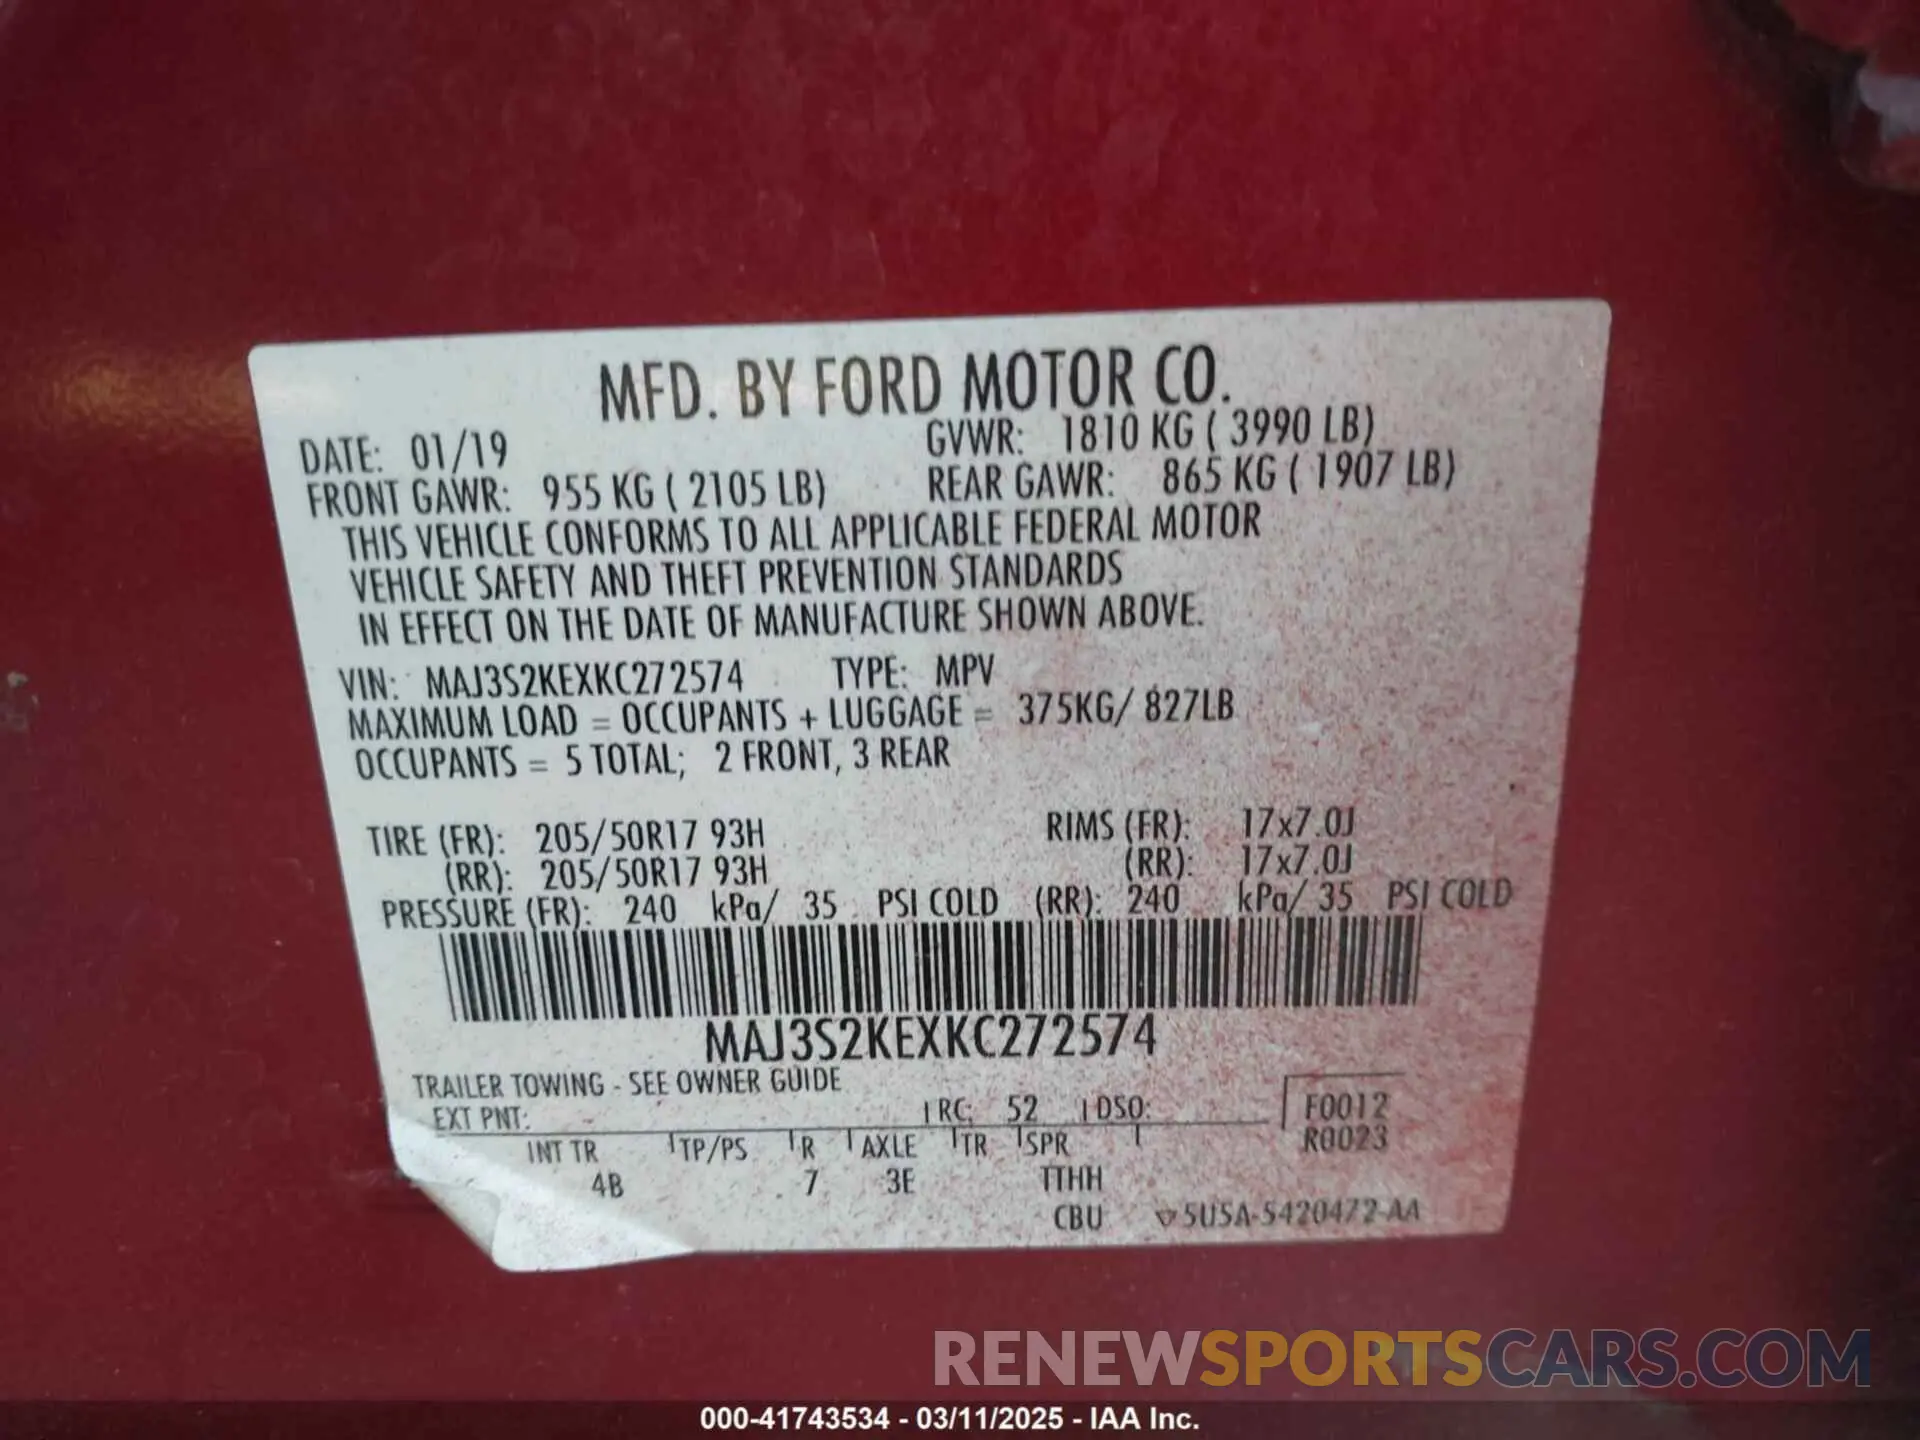 MFD. BY FORD MOTOR CO.
DATE: 01/19 GVWR: 1810 KG ( 3990 LB)
FRONT GAWR: 955 KG ( 2105 LB) REAR GAWR: 865 KG ( 1907 LB)
THIS VEHICLE CONFORMS TO ALL APPLICABLE FEDERAL MOTOR
VEHICLE SAFETY AND THEFT PREVENTION STANDARDS
IN EFFECT ON THE DATE OF MANUFACTURE SHOWN ABOVE.
VIN: MAJ3S2KEXKC272574 TYPE: MPV
MAXIMUM LOAD = OCCUPANTS + LUGGAGE = 375KG/ 827LB
OCCUPANTS = 5 TOTAL; 2 FRONT, 3 REAR
TIRE (FR): 205/50R17 93H RIMS (FR): 17x7.0J
(RR): 205/50R17 93H (RR): 17x7.0J
PRESSURE (FR): 240 kPa/ 35 PSI COLD (RR): 240 kPa/ 35 PSI COLD
MAJ3S2KEXKC272574
TRAILER TOWING - SEE OWNER GUIDE
EXT PNT: RC: 52 DSO: F0012
INT TR TP/PS R AXLE TR SPR R0023
4B 7 3E TTHH
CBU 5U5A-5420472-AA
RENEWSPORTSCARS.COM
000-41743534 - 03/11/2025 - IAA Inc.